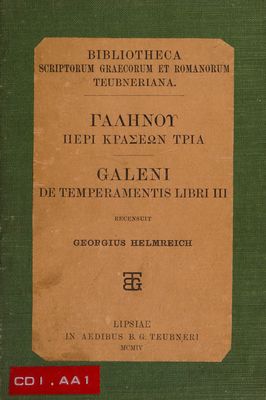 BIBLIOTHECA
SCRIPTORUM GRAECORUM ET ROMANORUM
TEUBNERIANA.
ΓΑΛΗΝΟΥ
ΠΕΡΙ ΚΡΑΣΕΩΝ ΤΡΙΑ
GALENI
DE TEMPERAMENTIS LIBRI III
RECENSUIT
GEORGIUS HELMREICH
BTG
LIPSIAE
IN AEDIBUS B. G. TEUBNERI
MCMIV
CD1, AA1